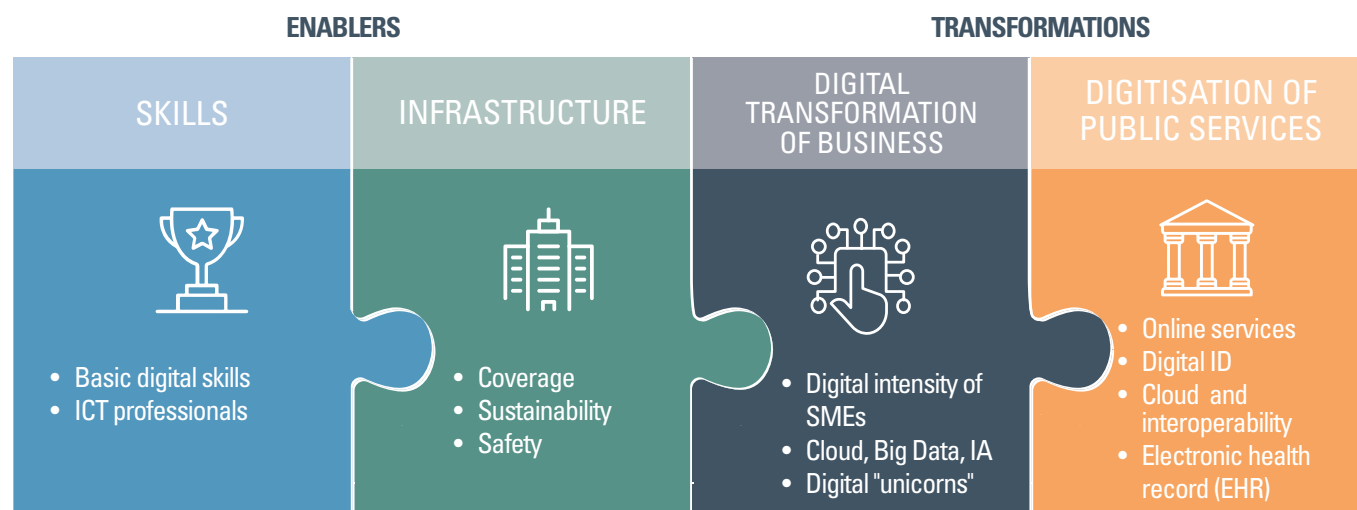 ENABLERS
TRANSFORMATIONS
SKILLS
INFRASTRUCTURE
DIGITAL
TRANSFORMATION
OF BUSINESS
DIGITISATION OF
PUBLIC SERVICES
• Basic digital skills
• ICT professionals
• Coverage
• Sustainability
• Safety
• Digital intensity of
SMEs
• Cloud, Big Data, IA
• Digital "unicorns"
• Online services
• Digital ID
• Cloud and
interoperability
• Electronic health
record (EHR)